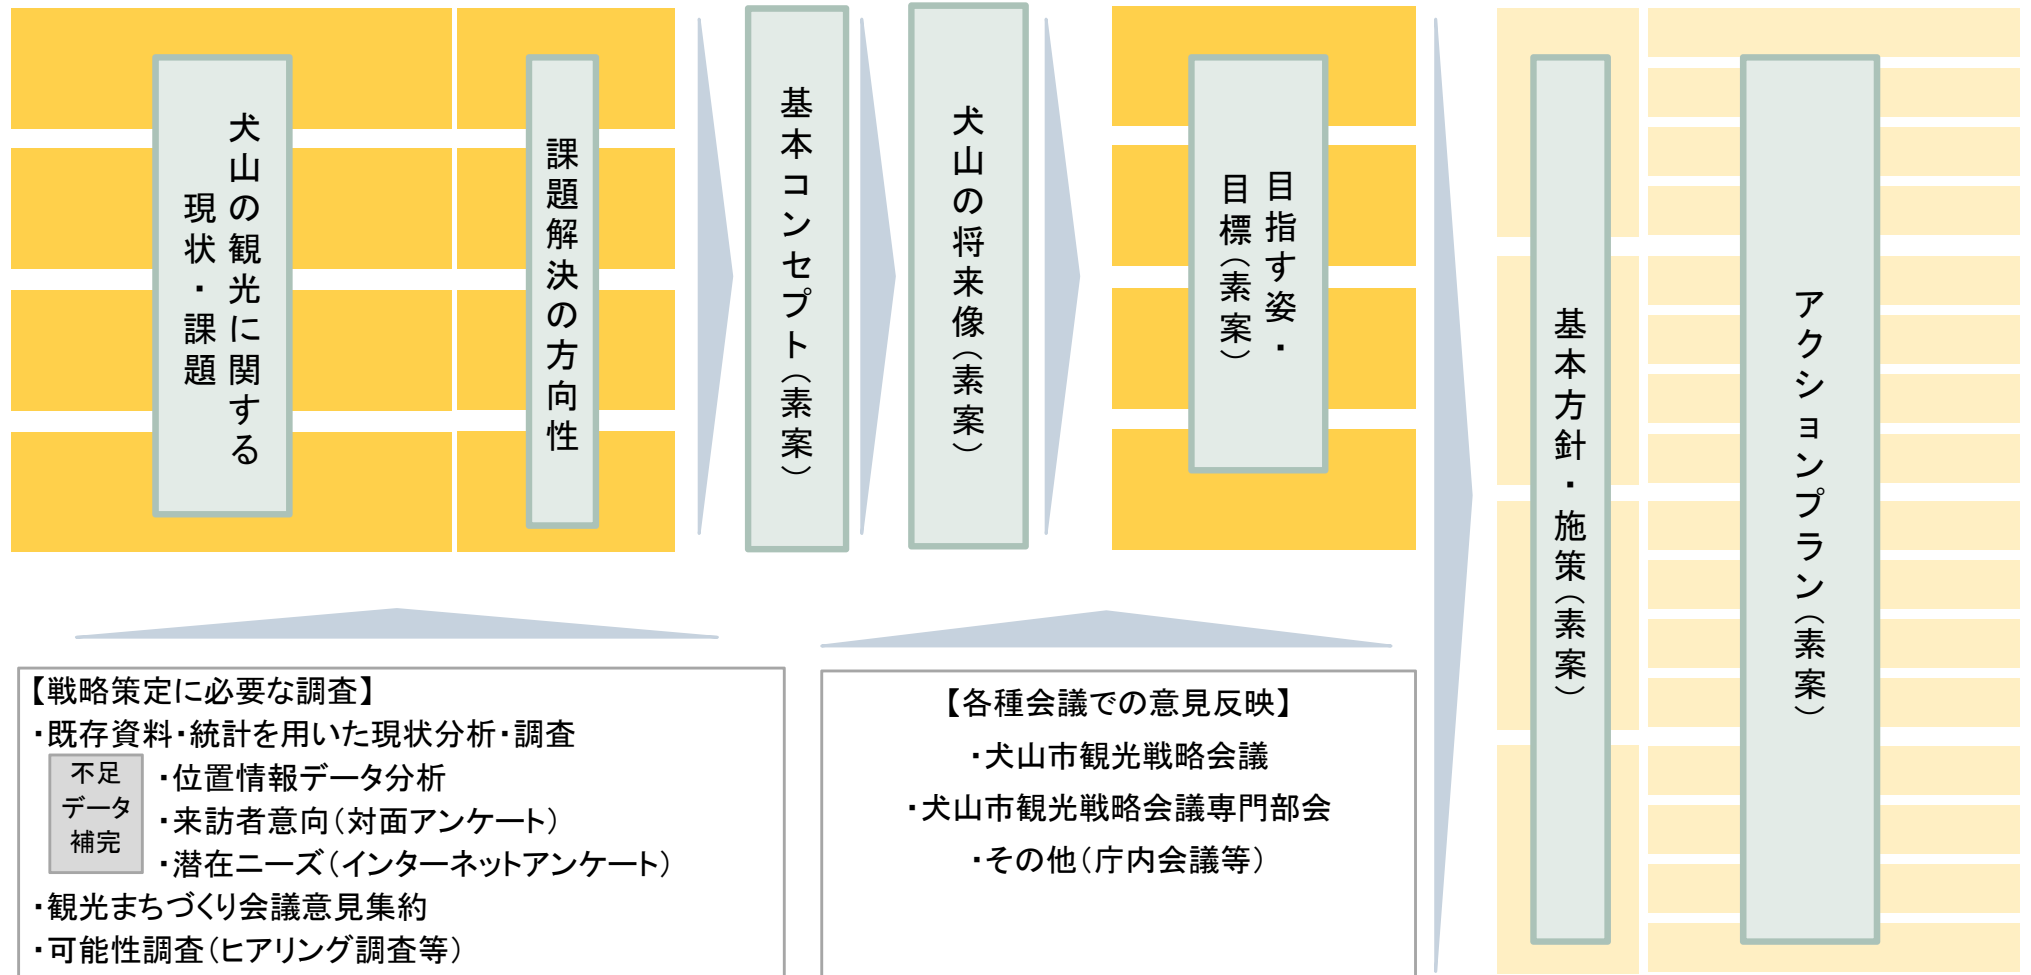 犬山の観光に関する
現状・課題
課題解決の方向性
基本コンセプト（素案）
犬山の将来像（素案）
目指す姿・
目標（素案）
基本方針・施策（素案）
アクションプラン（素案）
【戦略策定に必要な調査】
・既存資料・統計を用いた現状分析・調査
不足
データ
補完
・位置情報データ分析
・来訪者意向（対面アンケート）
・潜在ニーズ（インターネットアンケート）
・観光まちづくり会議意見集約
・可能性調査（ヒアリング調査等）
【各種会議での意見反映】
・犬山市観光戦略会議
・犬山市観光戦略会議専門部会
・その他（庁内会議等）